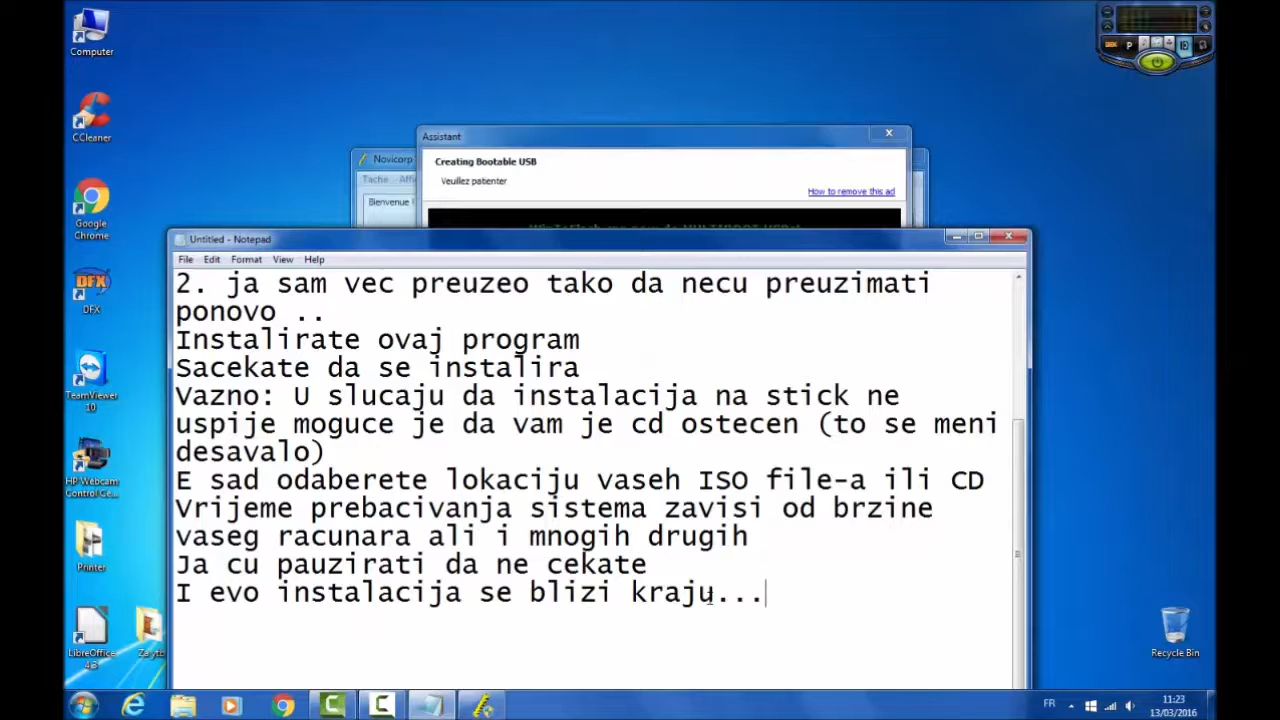 Computer
CCleaner
Google
Chrome
DFX
DFX
TeamViewer
10
HP Webcam
Control Ce...
Printer
LibreOffice
4.3
Assistant
Creating Bootable USB
Veuillez patienter
How to remove this ad
Novicorp
Tache
Bienvenue
Untitled - Notepad
File Edit Format View Help
2. ja sam vec preuzeo tako da necu preuzimati
ponovo ..
Instalirate ovaj program
Sacekate da se instalira
Vazno: U slucaju da instalacija na stick ne
uspije moguce je da vam je cd ostecen (to se meni
desavalo)
E sad odaberete lokaciju vaseh ISO file-a ili CD
Vrijeme prebacivanja sistema zavisi od brzine
vaseg racunara ali i mnogih drugih
Ja cu pauzirati da ne cekate
I evo instalacija se blizi kraju...
Recycle Bin
FR
11:23
13/03/2016